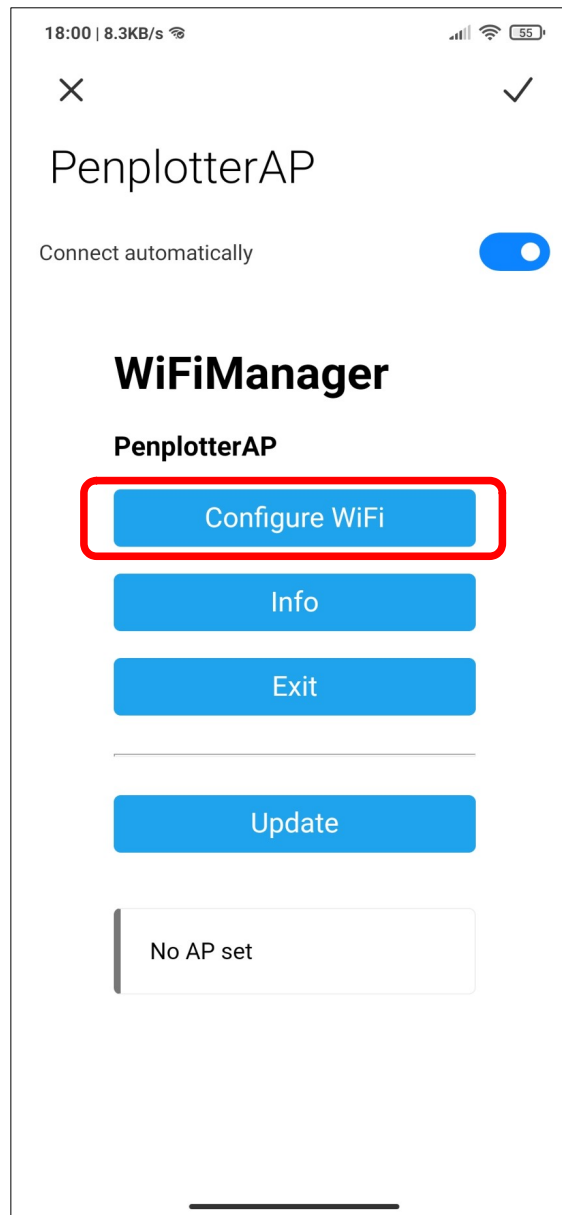 18:00 | 8.3KB/s 55
PenplotterAP
Connect automatically
WiFiManager
PenplotterAP
Configure WiFi
Info
Exit
Update
No AP set